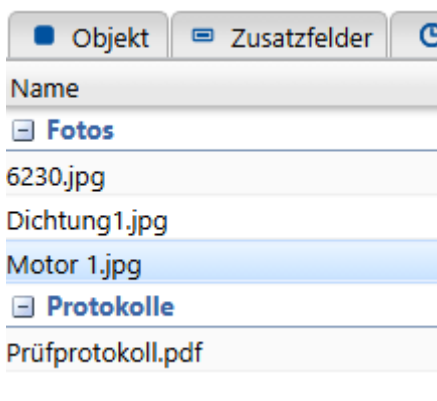 Objekt Zusatzfelder
Name
Fotos
6230.jpg
Dichtung1.jpg
Motor 1.jpg
Protokolle
Prüfprotokoll.pdf